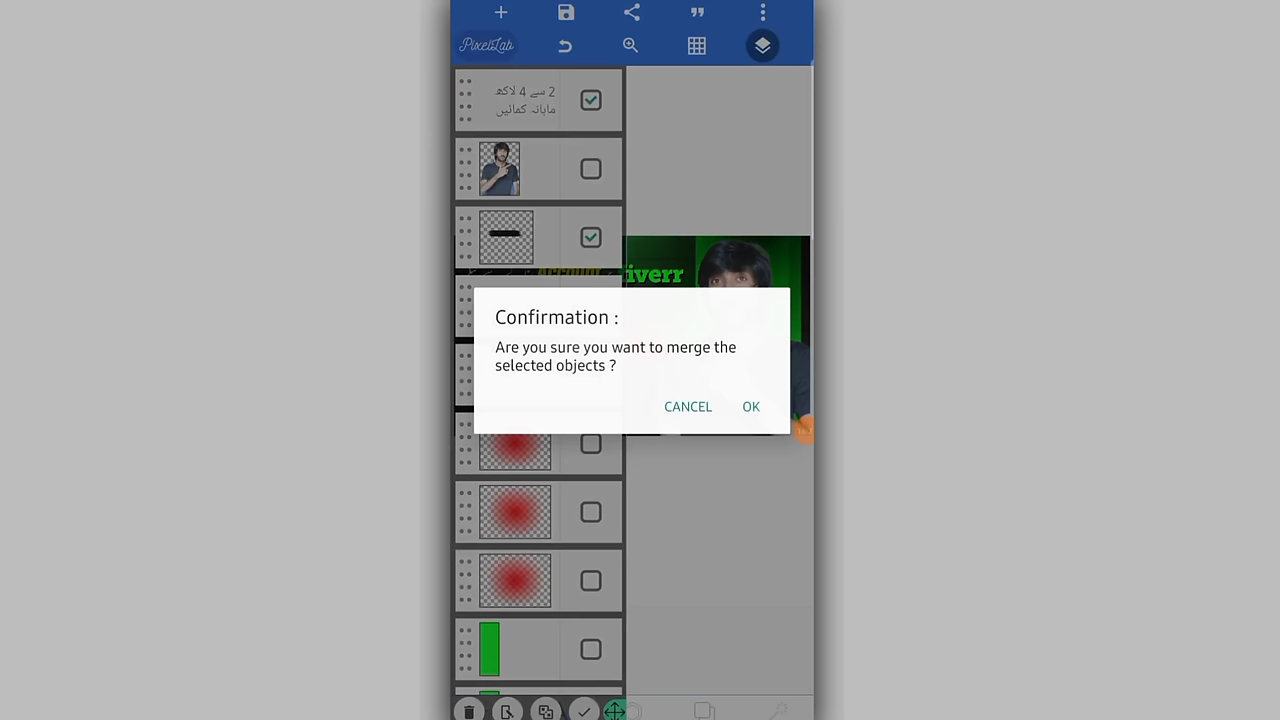 PixelLab
2 سے 4 لاکھ
ماہانہ کمائیں
Account
iverr
Confirmation :
Are you sure you want to merge the
selected objects ?
CANCEL
OK